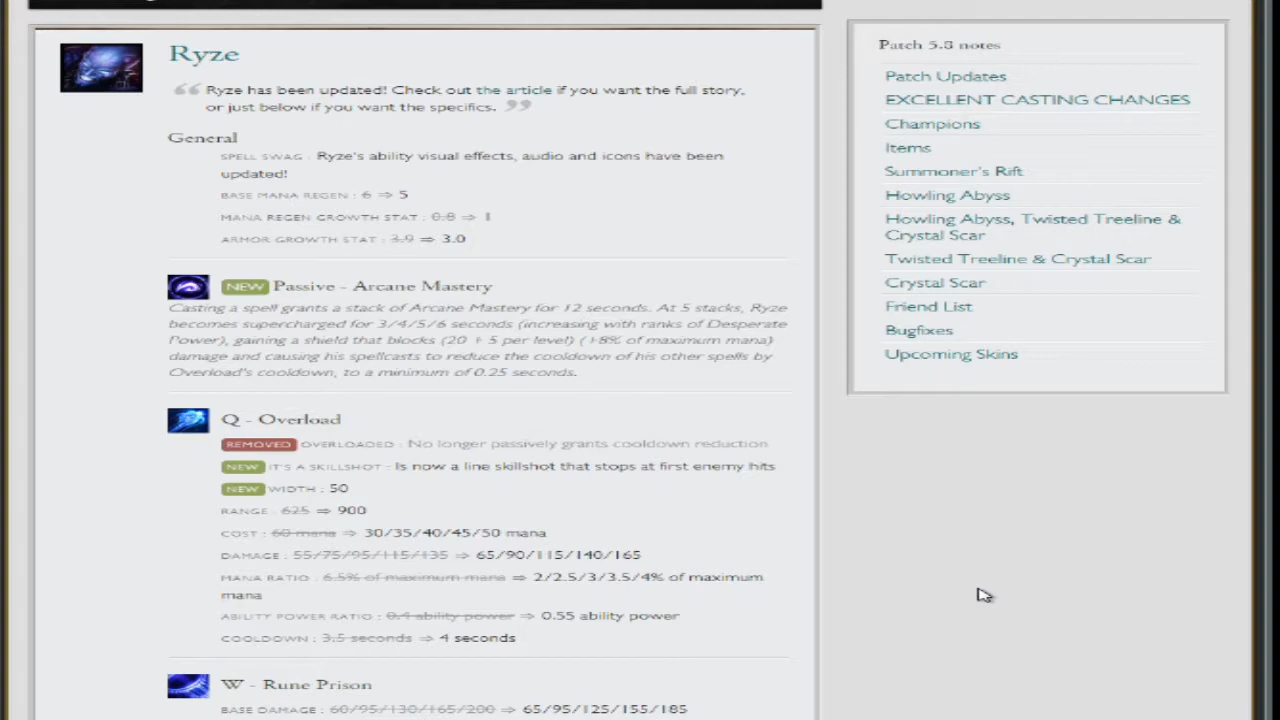 Ryze
Ryze has been updated! Check out the article if you want the full story,
or just below if you want the specifics.
General
SPELL SWAG : Ryze's ability visual effects, audio and icons have been
updated!
BASE MANA REGEN : 6 ⇒ 5
MANA REGEN GROWTH STAT : 0.8 ⇒ 1
ARMOR GROWTH STAT : 3.9 ⇒ 3.0
NEW Passive - Arcane Mastery
Casting a spell grants a stack of Arcane Mastery for 12 seconds. At 5 stacks, Ryze
becomes supercharged for 3/4/5/6 seconds (increasing with ranks of Desperate
Power), gaining a shield that blocks (20 + 5 per level) (+8% of maximum mana)
damage and causing his spellcasts to reduce the cooldown of his other spells by
Overload's cooldown, to a minimum of 0.25 seconds.
Q - Overload
REMOVED OVERLOADED : No longer passively grants cooldown reduction
NEW IT'S A SKILLSHOT : Is now a line skillshot that stops at first enemy hits
NEW WIDTH : 50
RANGE : 625 ⇒ 900
COST : 60 mana ⇒ 30/35/40/45/50 mana
DAMAGE : 55/75/95/115/135 ⇒ 65/90/115/140/165
MANA RATIO : 6.5% of maximum mana ⇒ 2/2.5/3/3.5/4% of maximum
mana
ABILITY POWER RATIO : 0.4 ability power ⇒ 0.55 ability power
COOLDOWN : 3.5 seconds ⇒ 4 seconds
W - Rune Prison
BASE DAMAGE : 60/95/130/165/200 ⇒ 65/95/125/155/185
Patch 5.8 notes
Patch Updates
EXCELLENT CASTING CHANGES
Champions
Items
Summoner's Rift
Howling Abyss
Howling Abyss, Twisted Treeline &
Crystal Scar
Twisted Treeline & Crystal Scar
Crystal Scar
Friend List
Bugfixes
Upcoming Skins